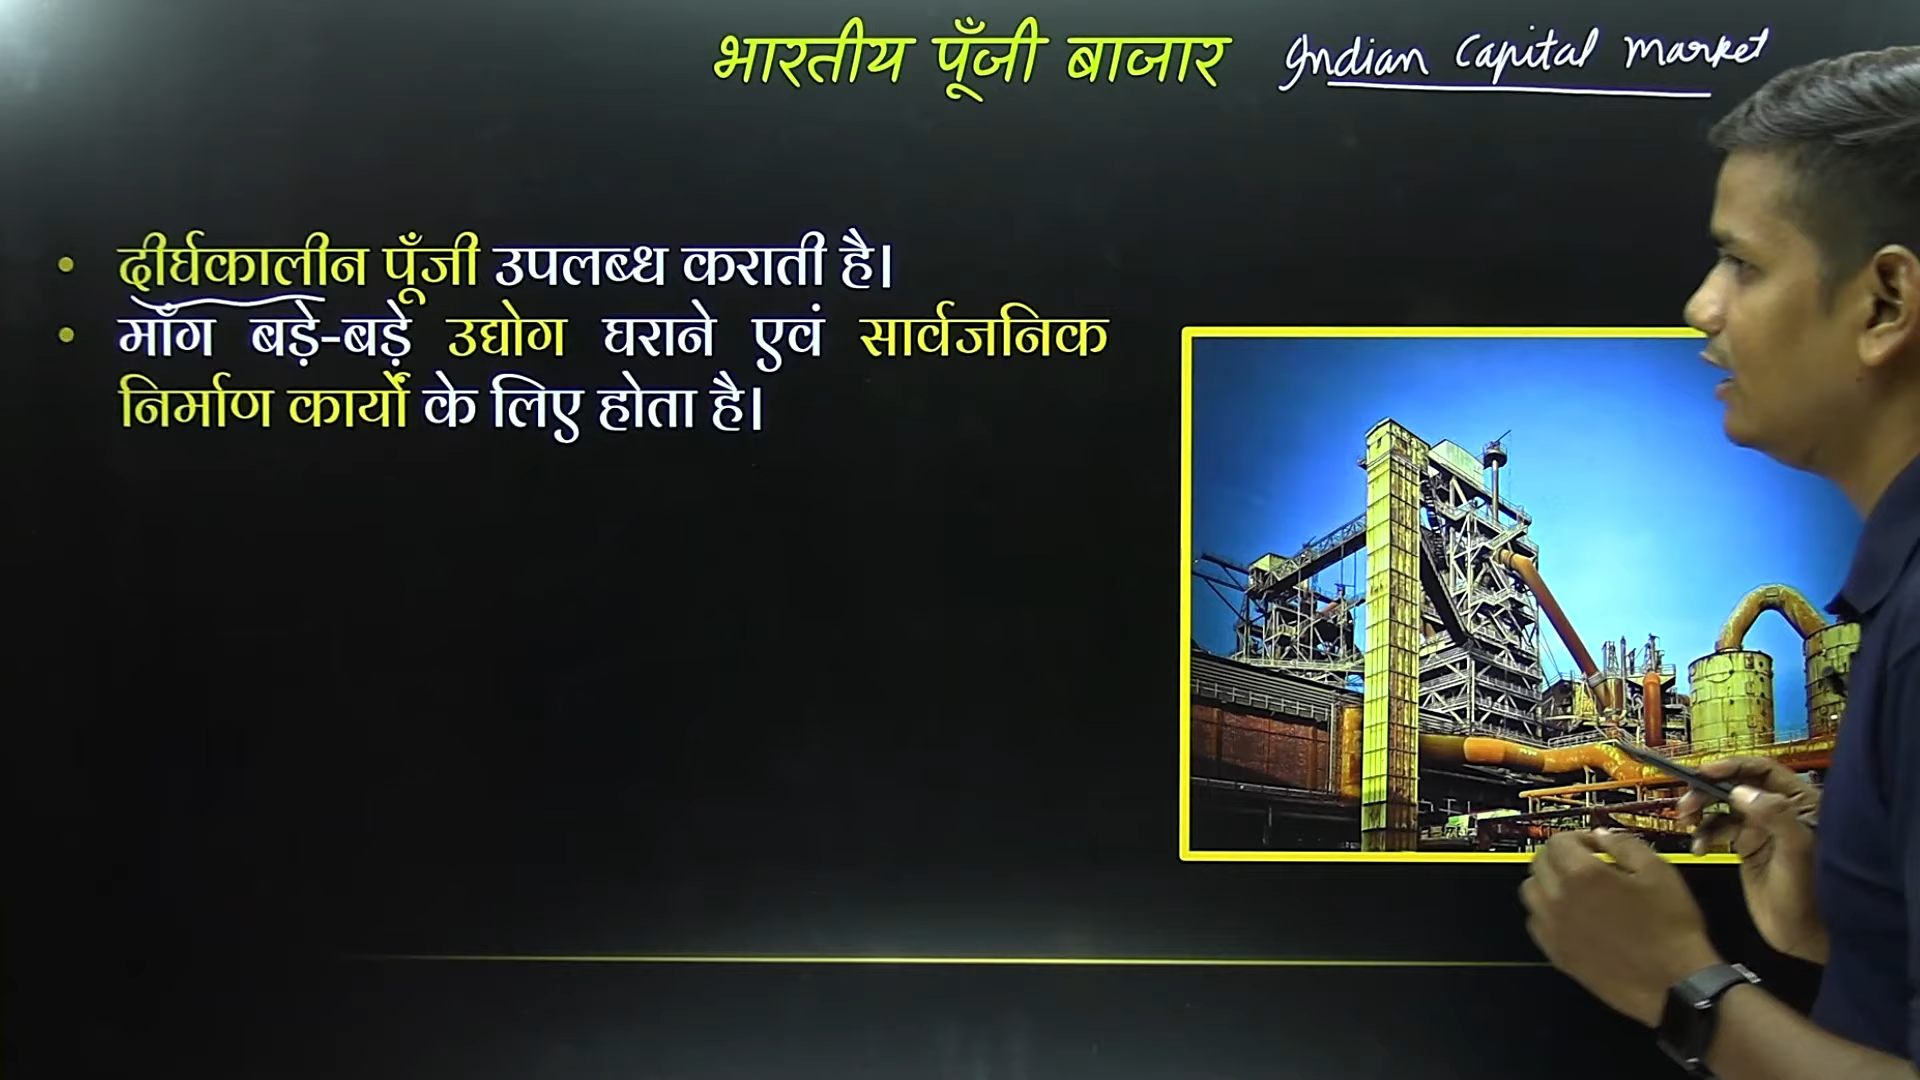 भारतीय पूँजी बाजार Indian Capital Market
• दीर्घकालीन पूँजी उपलब्ध कराती है।
• माँग बड़े-बड़े उद्योग घराने एवं सार्वजनिक
निर्माण कार्यों के लिए होता है।